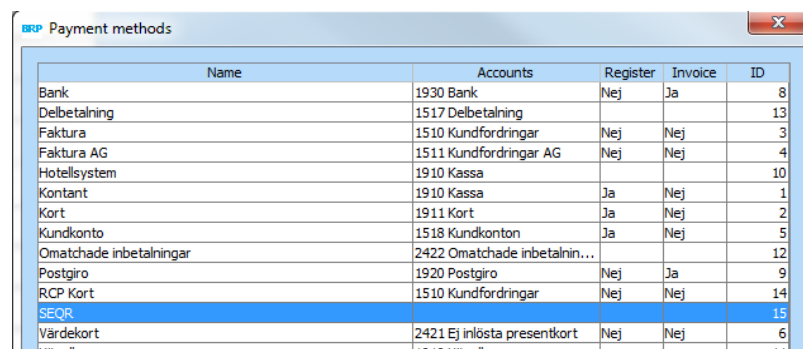 BRP Payment methods
Name Accounts Register Invoice ID
Bank 1930 Bank Nej Ja 8
Delbetalning 1517 Delbetalning 13
Faktura 1510 Kundfordringar Nej Nej 3
Faktura AG 1511 Kundfordringar AG Nej Nej 4
Hotellsystem 1910 Kassa 10
Kontant 1910 Kassa Ja Nej 1
Kort 1911 Kort Ja Nej 2
Kundkonto 1518 Kundkonton Ja Nej 5
Omatchade inbetalningar 2422 Omatchade inbetalnin... 12
Postgiro 1920 Postgiro Nej Ja 9
RCP Kort 1510 Kundfordringar Nej Nej 14
SEQR 15
Värdekort 2421 Ej inlösta presentkort Nej Nej 6